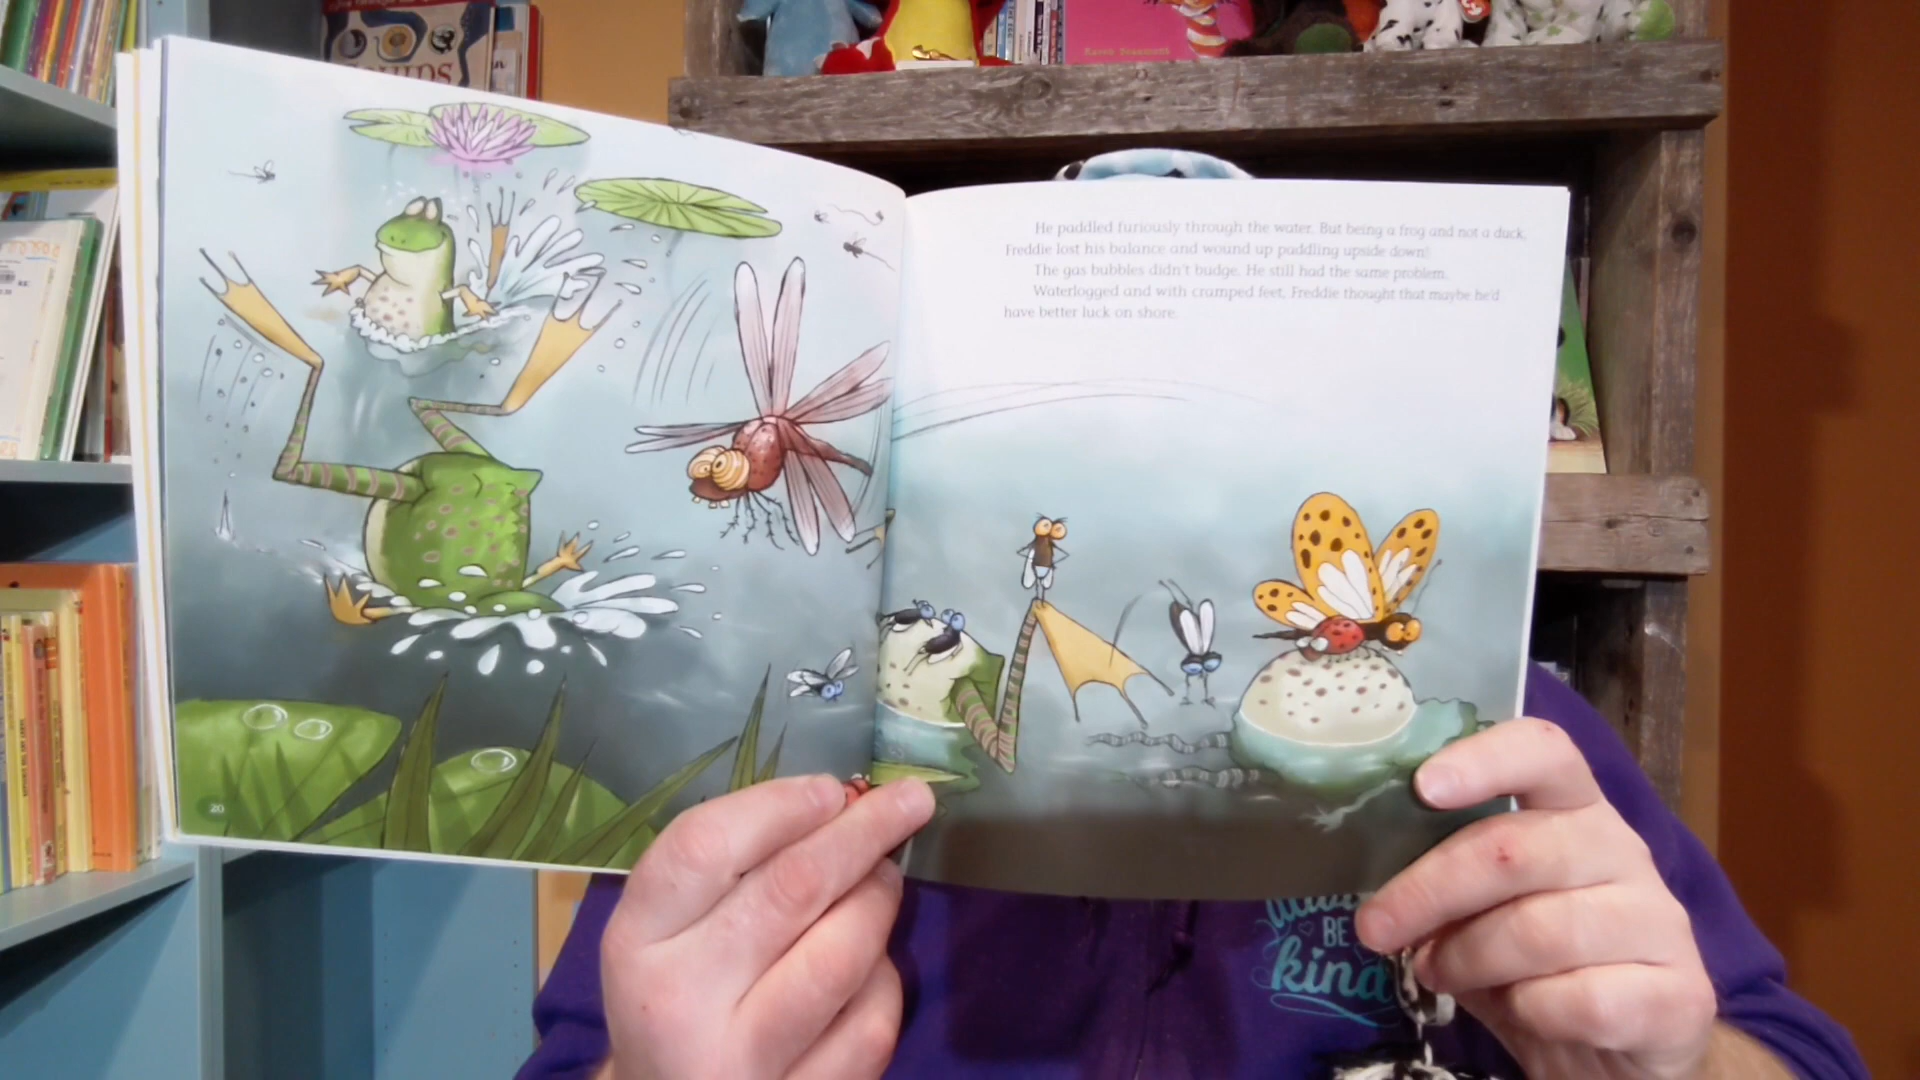 He paddled furiously through the water. But being a frog and not a duck,
Freddie lost his balance and wound up paddling upside down!
The gas bubbles didn't budge. He still had the same problem.
Waterlogged and with cramped feet, Freddie thought that maybe he'd
have better luck on shore.
20
BE
kind